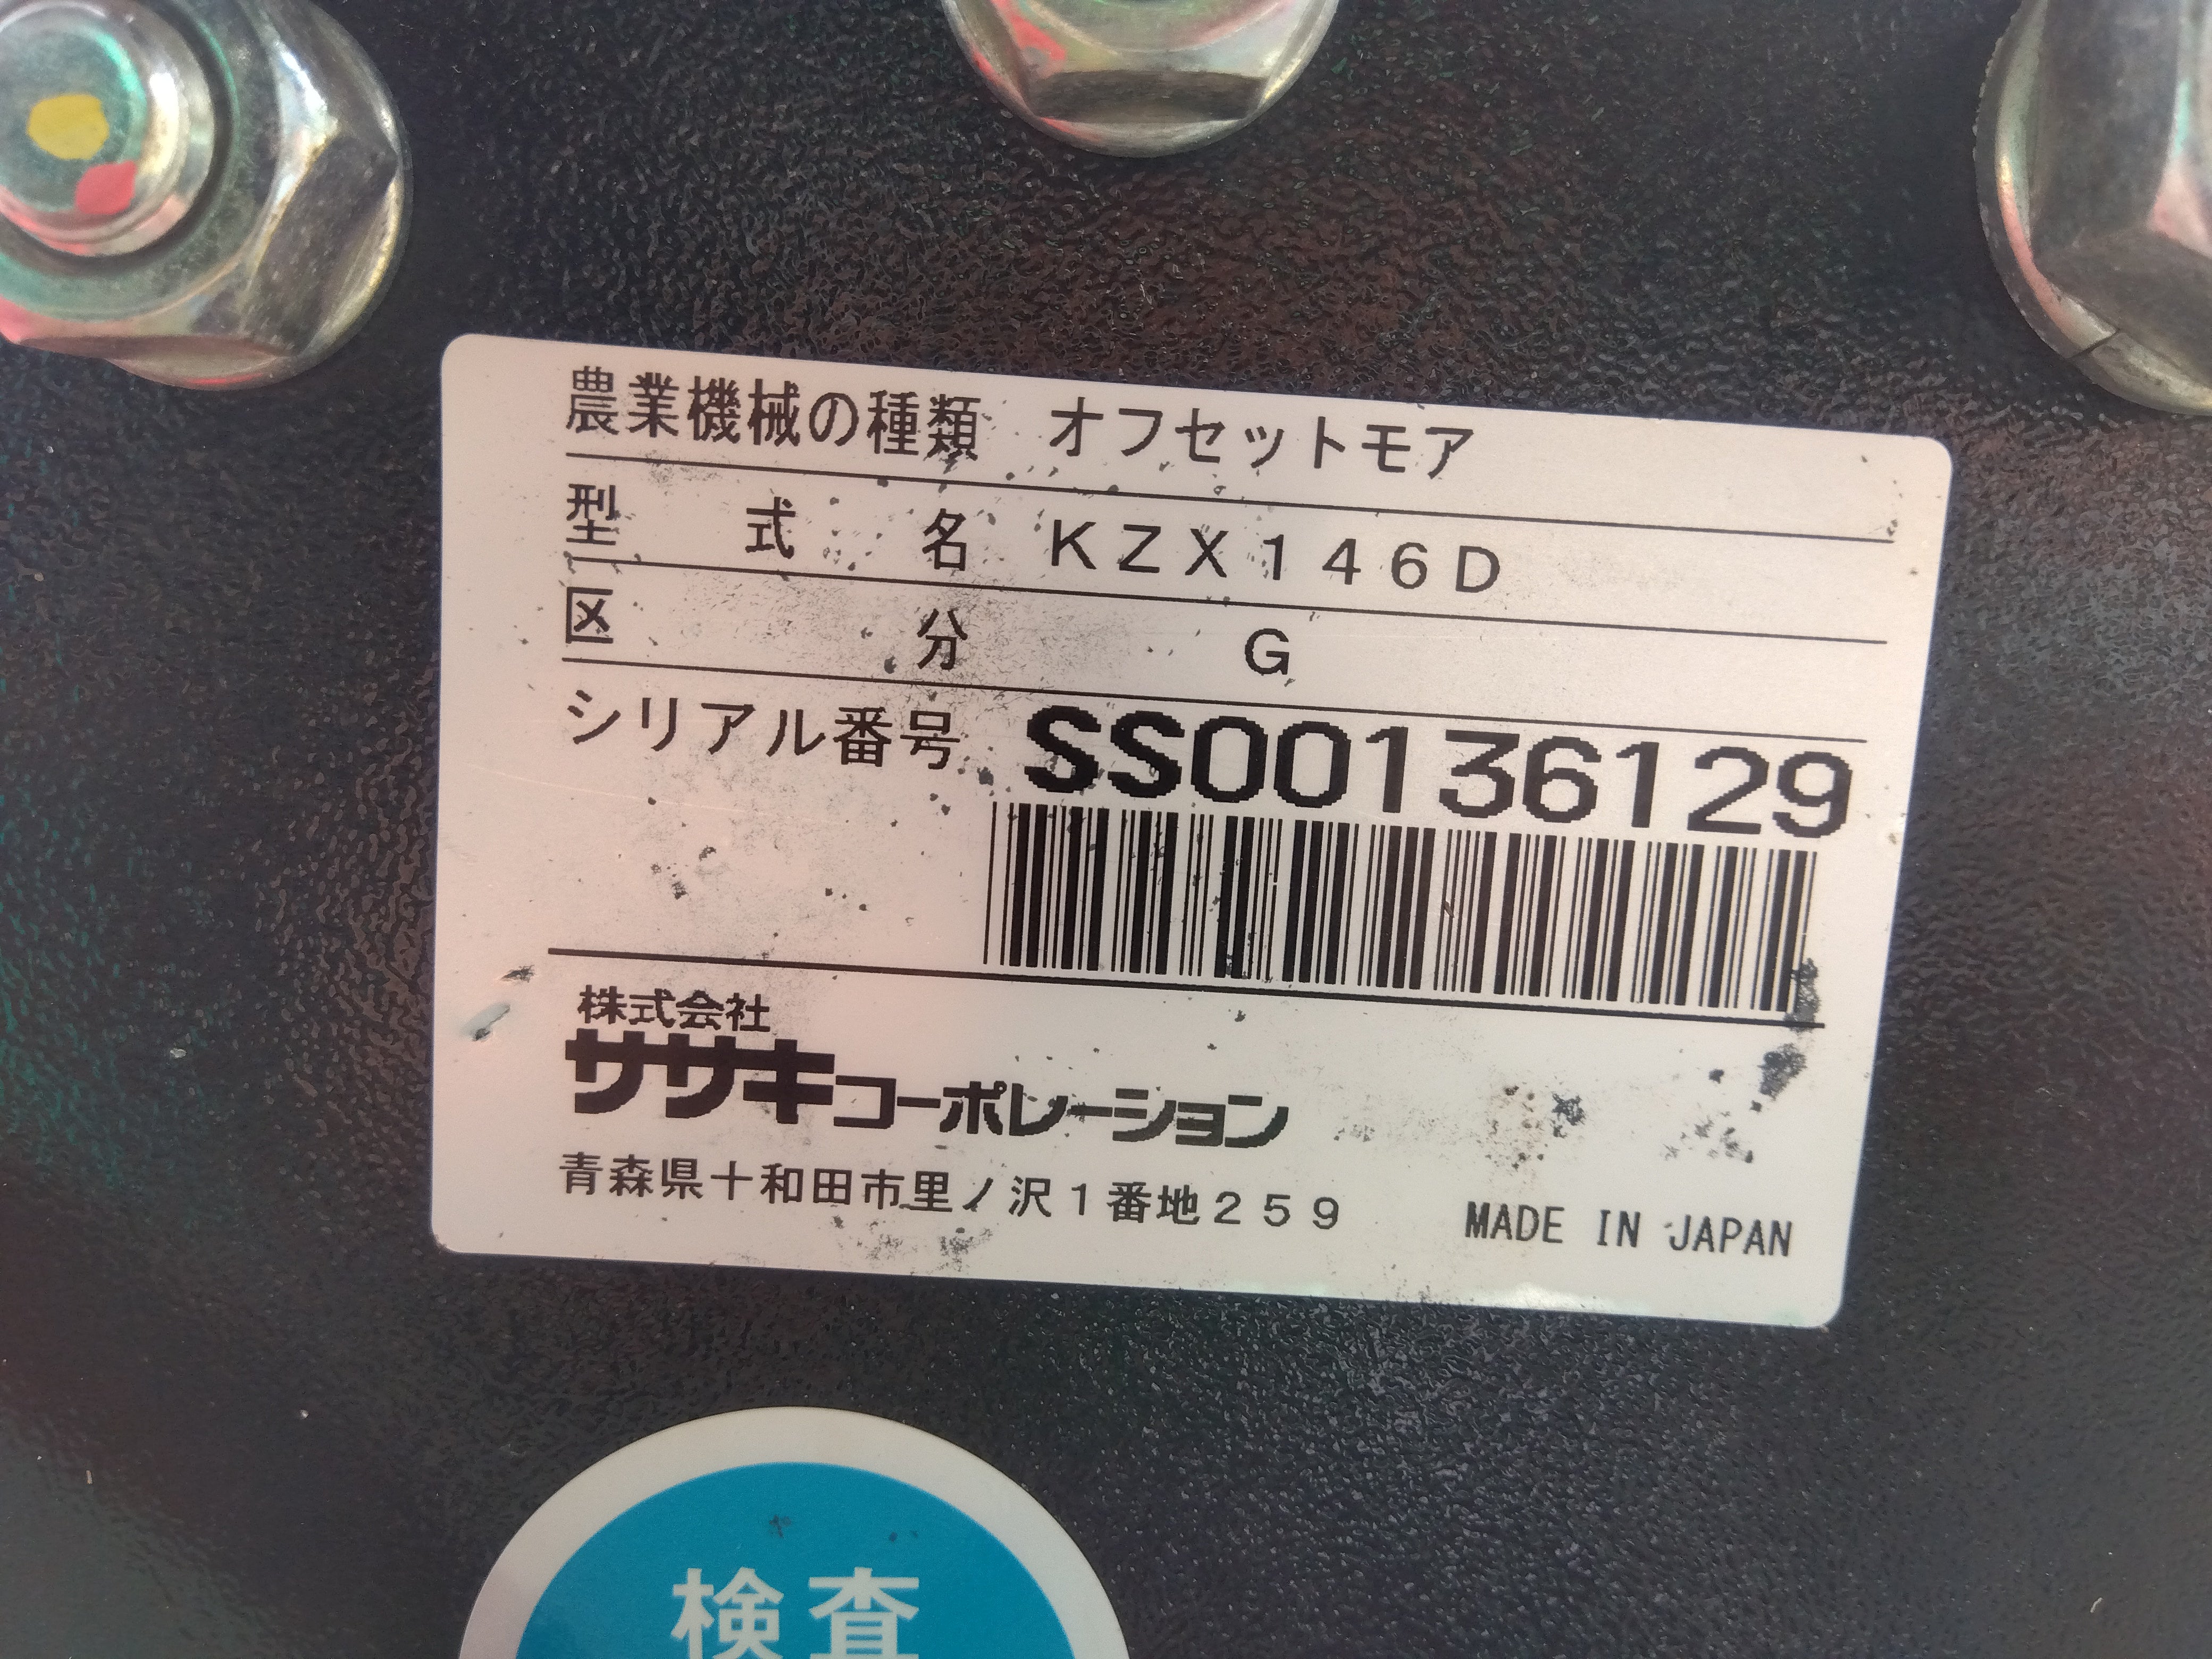 農業機械の種類 オフセットモア
型式名 KZX146D
区分 G
シリアル番号 SS00136129
株式会社
ササキコーポレーション
青森県十和田市里ノ沢1番地259 MADE IN JAPAN
検査